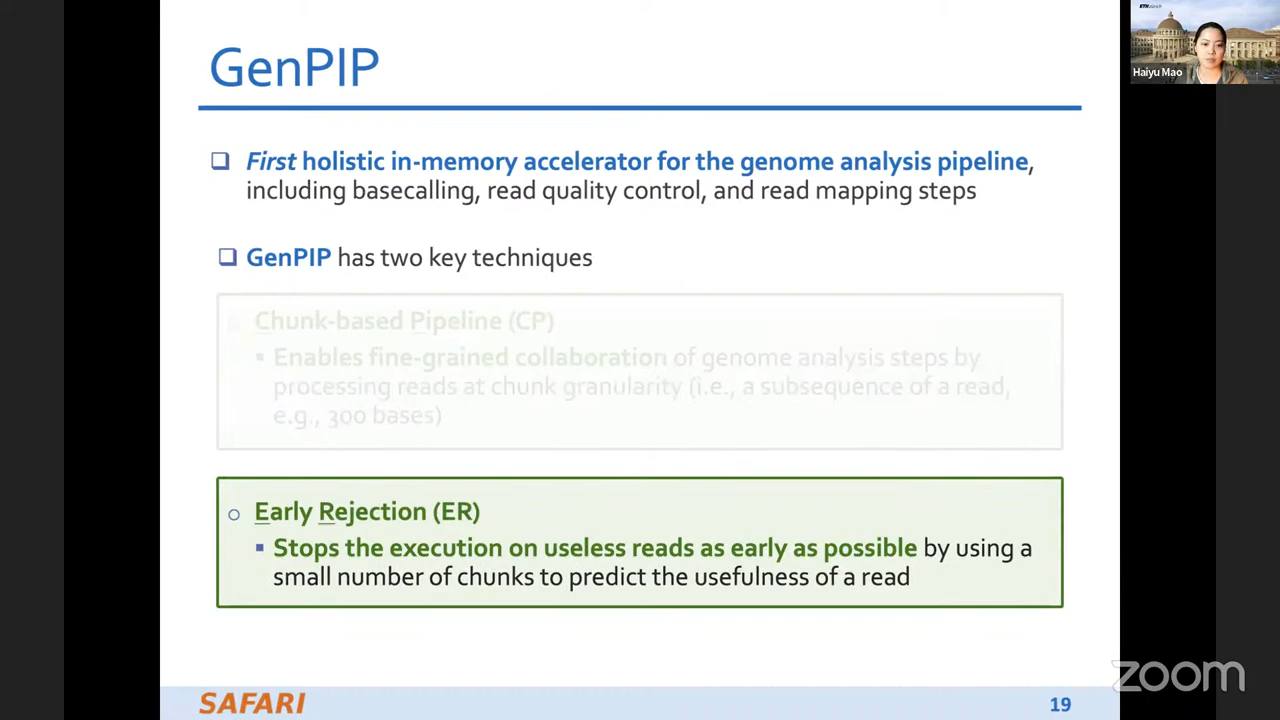 GenPIP
First holistic in-memory accelerator for the genome analysis pipeline,
including basecalling, read quality control, and read mapping steps
GenPIP has two key techniques
Chunk-based Pipeline (CP)
Enables fine-grained collaboration of genome analysis steps by
processing reads at chunk granularity (i.e., a subsequence of a read,
e.g., 300 bases)
Early Rejection (ER)
Stops the execution on useless reads as early as possible by using a
small number of chunks to predict the usefulness of a read
SAFARI
19
ETH zürich
Haiyu Mao
zoom